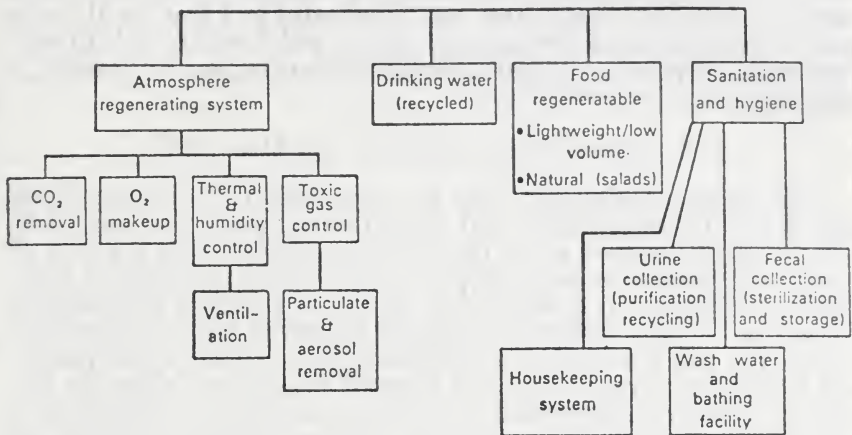 Atmosphere
regenerating system
Drinking water
(recycled)
Food
regeneratable
•Lightweight/low
volume·
•Natural (salads)
Sanitation
and hygiene
CO₂
removal
O₂
makeup
Thermal
&
humidity
control
Toxic
gas
control
Ventil-
ation
Particulate
&
aerosol
removal
Urine
collection
(purification
recycling)
Fecal
collection
(sterilization
and storage)
Housekeeping
system
Wash water
and
bathing
facility